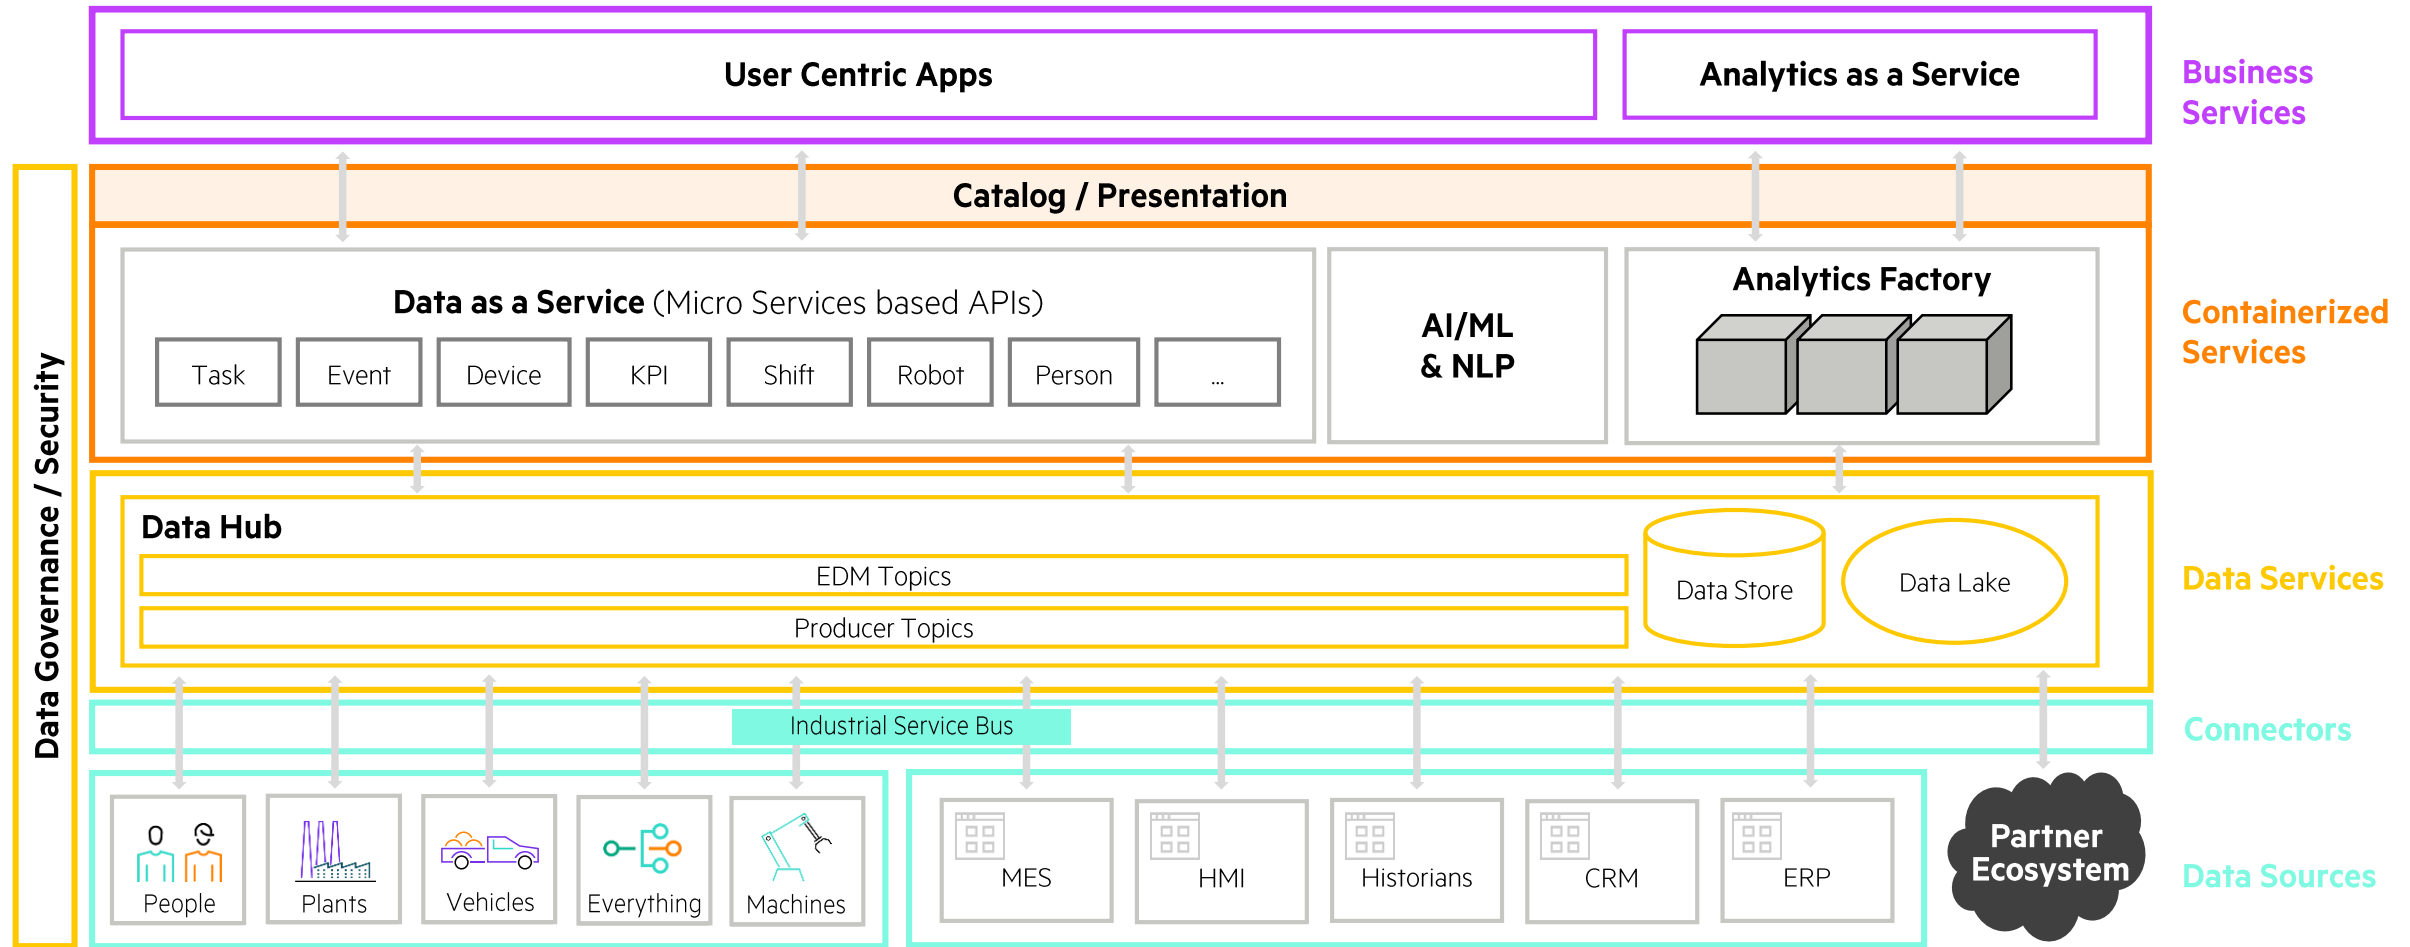 User Centric Apps
Analytics as a Service
Business
Services
Catalog / Presentation
Data as a Service (Micro Services based APIs)
Task
Event
Device
KPI
Shift
Robot
Person
...
AI/ML
& NLP
Analytics Factory
Containerized
Services
Data Governance / Security
Data Hub
EDM Topics
Producer Topics
Data Store
Data Lake
Data Services
Industrial Service Bus
Connectors
People
Plants
Vehicles
Everything
Machines
MES
HMI
Historians
CRM
ERP
Partner
Ecosystem
Data Sources